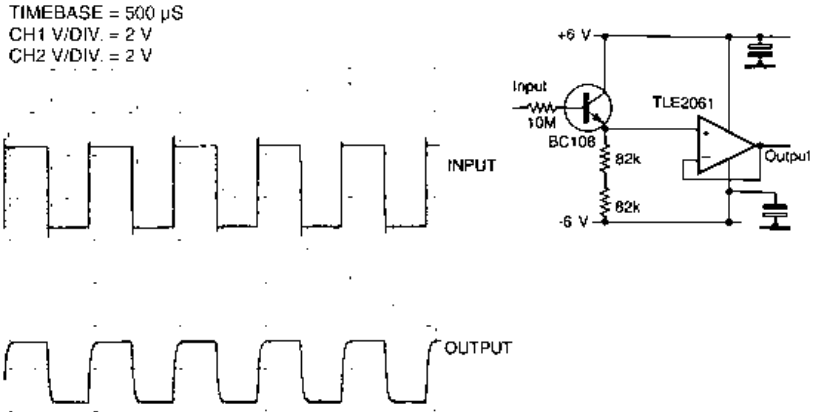 TIMEBASE = 500 µS
CH1 V/DIV. = 2 V
CH2 V/DIV. = 2 V
INPUT
OUTPUT
+6 V
Input
10M
BC108
TLE2061
+
−
Output
82k
82k
-6 V